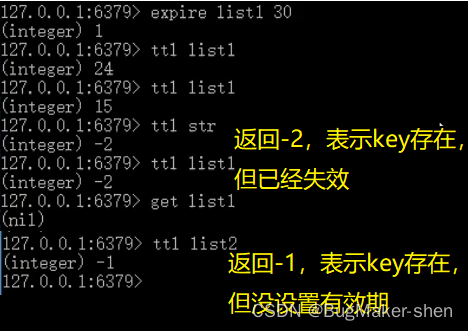 127.0.0.1:6379> expire list1 30
(integer) 1
127.0.0.1:6379> ttl list1
(integer) 24
127.0.0.1:6379> ttl list1
(integer) 15
127.0.0.1:6379> ttl str
(integer) -2
127.0.0.1:6379> ttl list1
(integer) -2
127.0.0.1:6379> get list1
(nil)
返回-2，表示key存在，
但已经失效
127.0.0.1:6379> ttl list2
(integer) -1
127.0.0.1:6379>
返回-1，表示key存在，
但没设置有效期
CSDN @BugMaker-shen